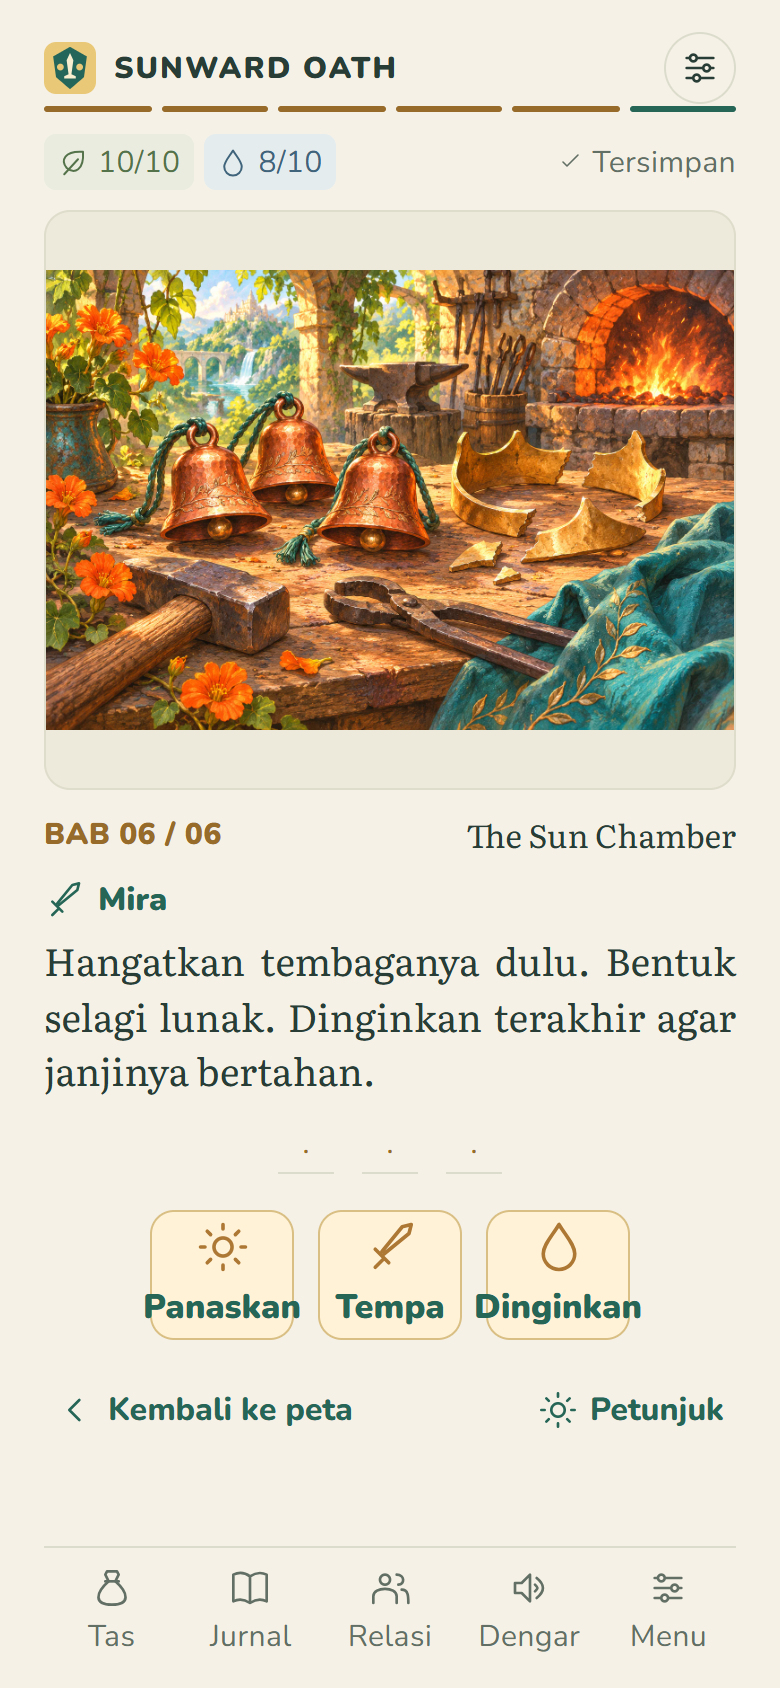 SUNWARD OATH
10/10 8/10 Tersimpan
BAB 06 / 06 The Sun Chamber
Mira
Hangatkan tembaganya dulu. Bentuk
selagi lunak. Dinginkan terakhir agar
janjinya bertahan.
Panaskan Tempa Dinginkan
Kembali ke peta Petunjuk
Tas Jurnal Relasi Dengar Menu